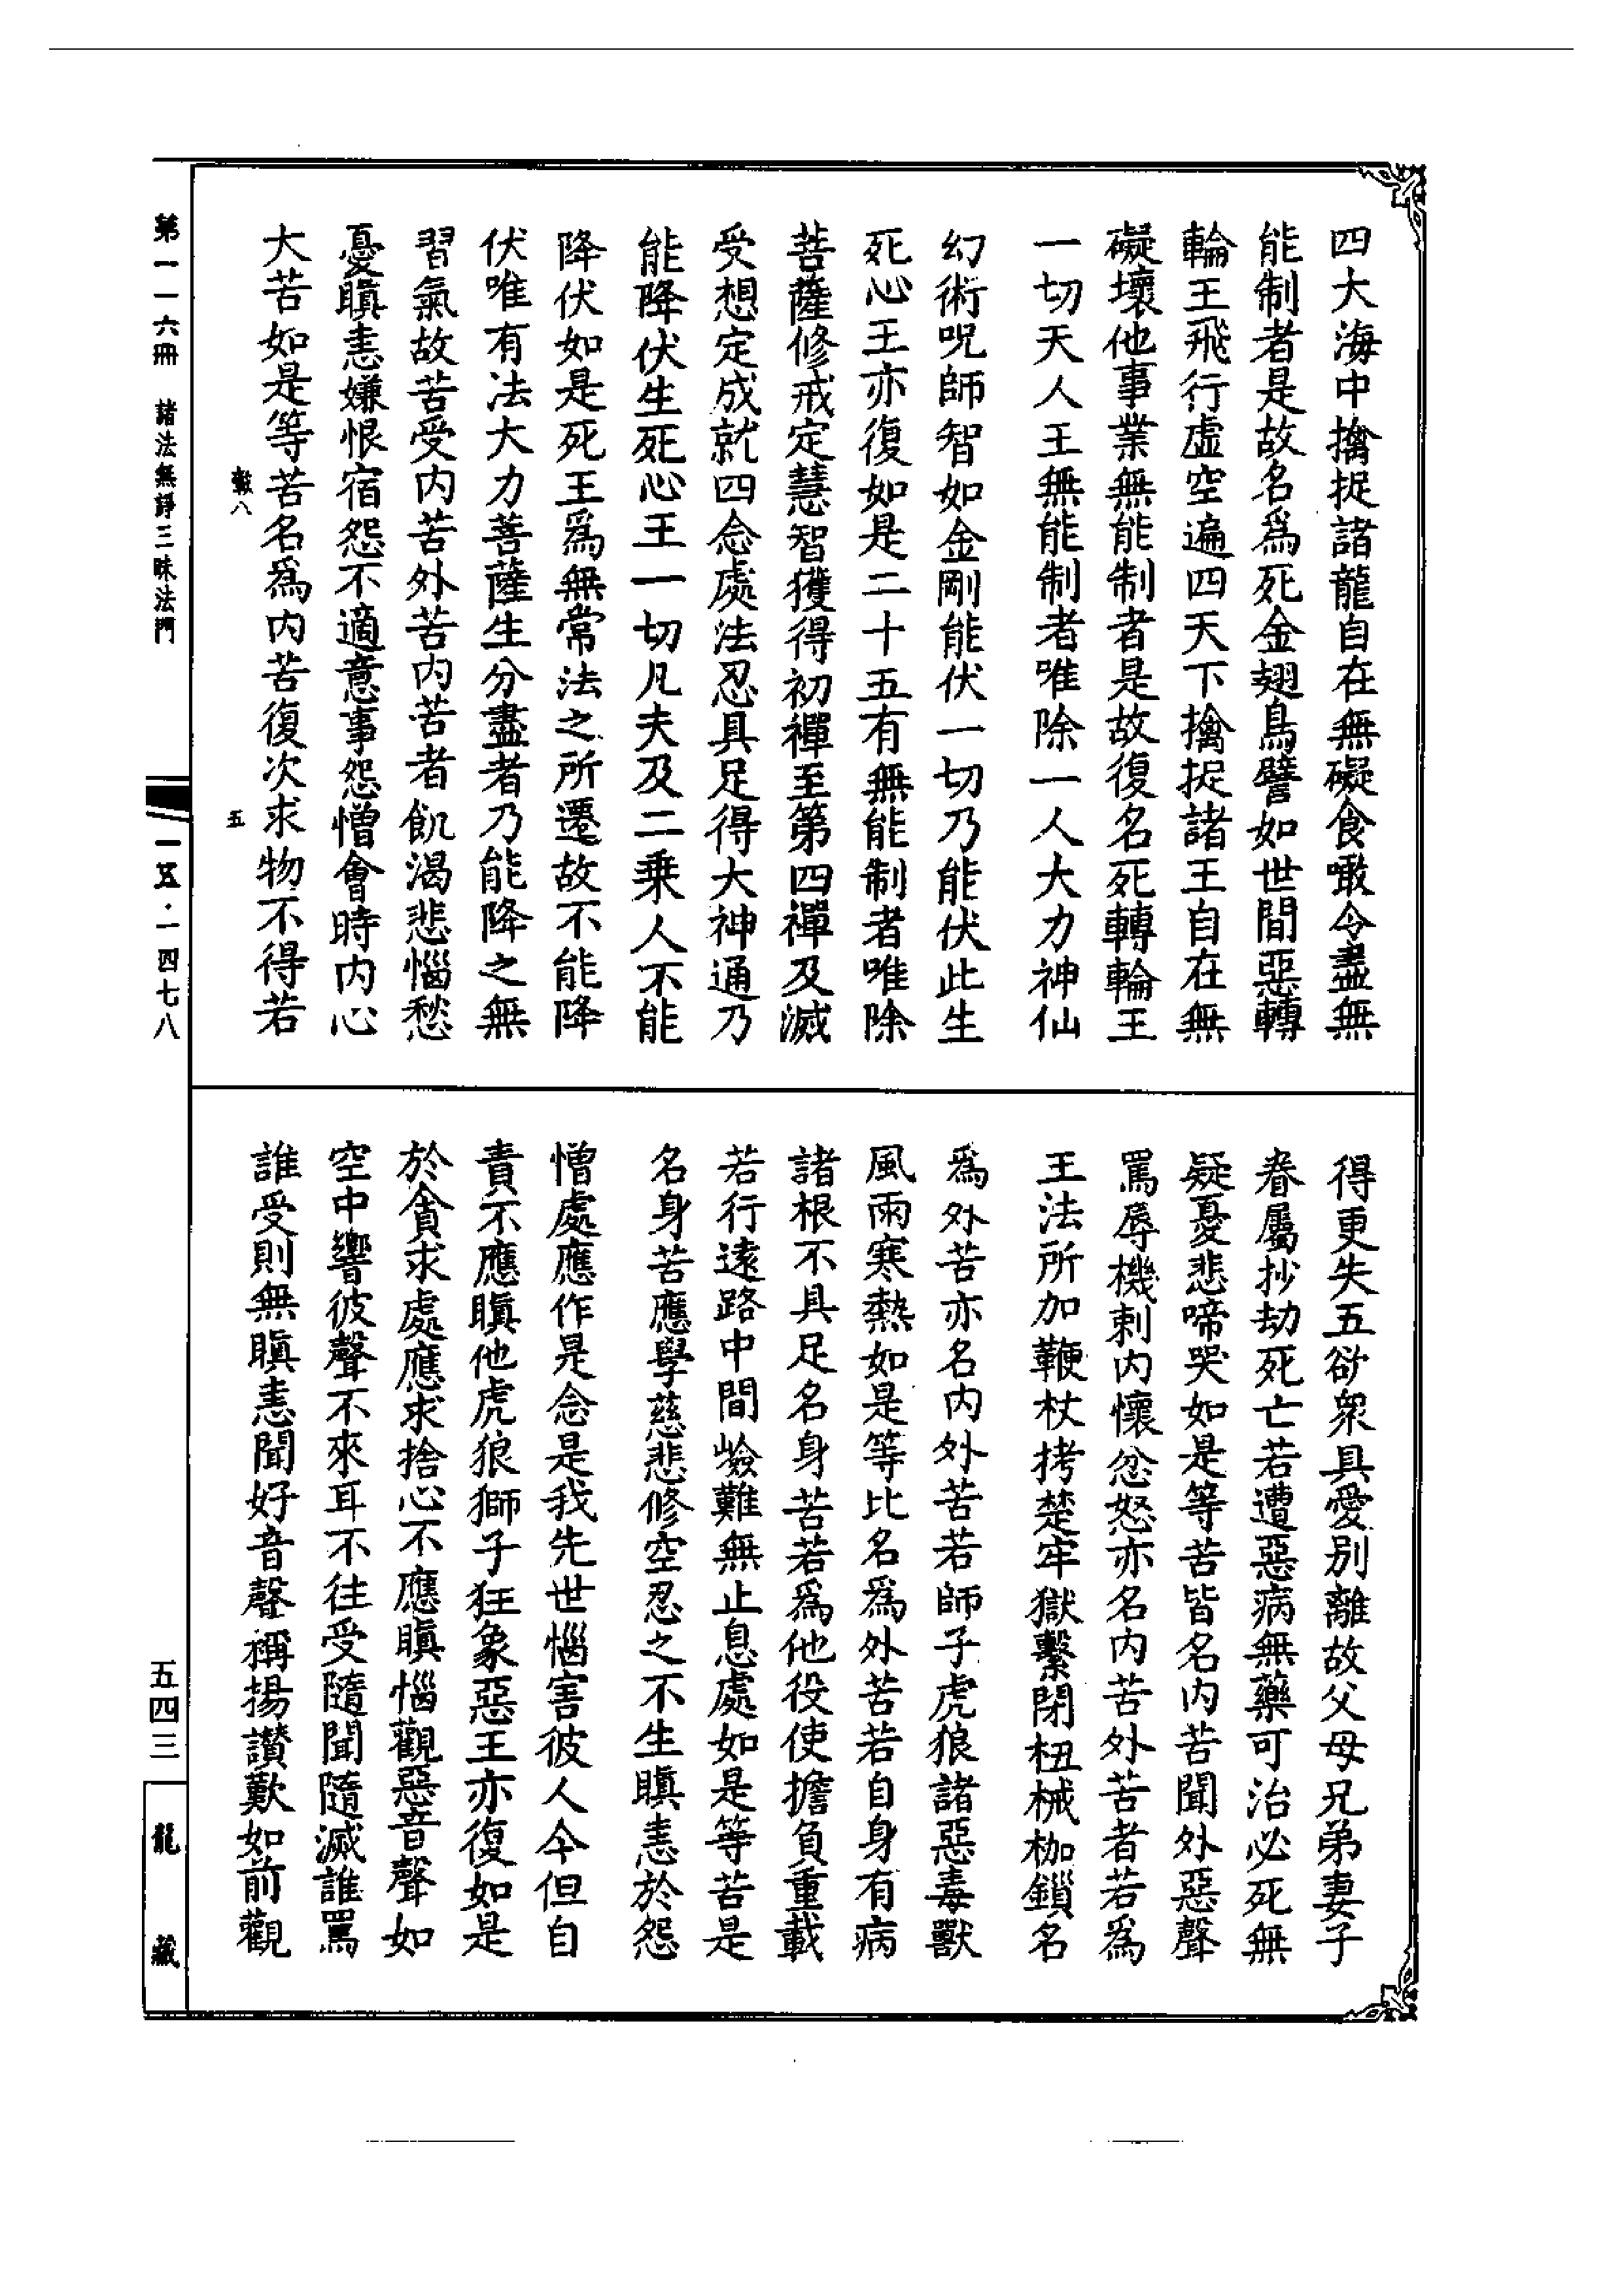 四大海中擒捉諸龍自在無礙食噉令盡無
能制者是故名爲死金翅鳥譬如世間惡轉
輪王飛行虛空遍四天下擒捉諸王自在無
礙壞他事業無能制者是故復名死轉輪王
一切天人王無能制者唯除一人大力神仙
幻術呪師智如金剛能伏一切乃能伏此生
死心王亦復如是二十五有無能制者唯除
菩薩修戒定慧智獲得初禪至第四禪及滅
受想定成就四念處法忍具足得大神通乃
能降伏生死心王一切凡夫及二乘人不能
降伏如是死王爲無常法之所遷故不能降
伏唯有法大力菩薩生分盡者乃能降之無
習氣故苦受內苦外苦內苦者飢渴悲惱愁
憂瞋恚嫌恨宿怨不適意事怨憎會時內心
大苦如是等苦名爲內苦復次求物不得若
得更失五欲衆具愛別離故父母兄弟妻子
眷屬抄劫死亡若遭惡病無藥可治必死無
疑憂悲啼哭如是等苦皆名內苦聞外惡聲
罵辱機刺內懷忿怒亦名內苦外苦者若爲
王法所加鞭杖拷楚牢獄繫閉杻械枷鎖名
爲外苦亦名內外苦若師子虎狼諸惡毒獸
風雨寒熱如是等比名爲外苦若自身有病
諸根不具足名身苦若爲他役使擔負重載
若行遠路中間嶮難無止息處如是等苦是
名身苦應學慈悲修空忍之不生瞋恚於怨
憎處應作是念是我先世惱害彼人今但自
責不應瞋他虎狼獅子狂象惡王亦復如是
於貪求處應求捨心不應瞋惱觀惡音聲如
空中響彼聲不來耳不往受隨聞隨滅誰罵
誰受則無瞋恚聞好音聲稱揚讃歎如前觀
八
五
第一一六冊 諸法無諍三昧法門
一五·一四七八
五四三
龍藏